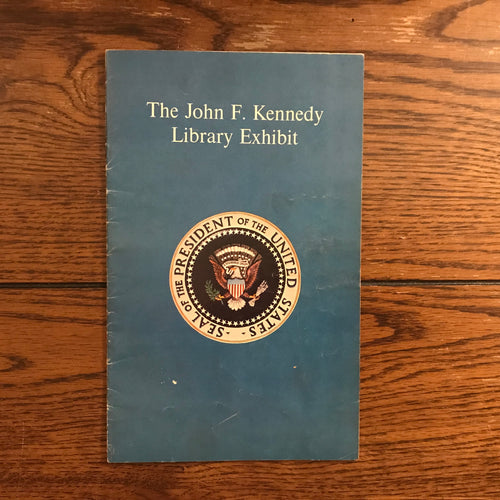 The John F. Kennedy
Library Exhibit
SEAL OF THE PRESIDENT OF THE UNITED STATES